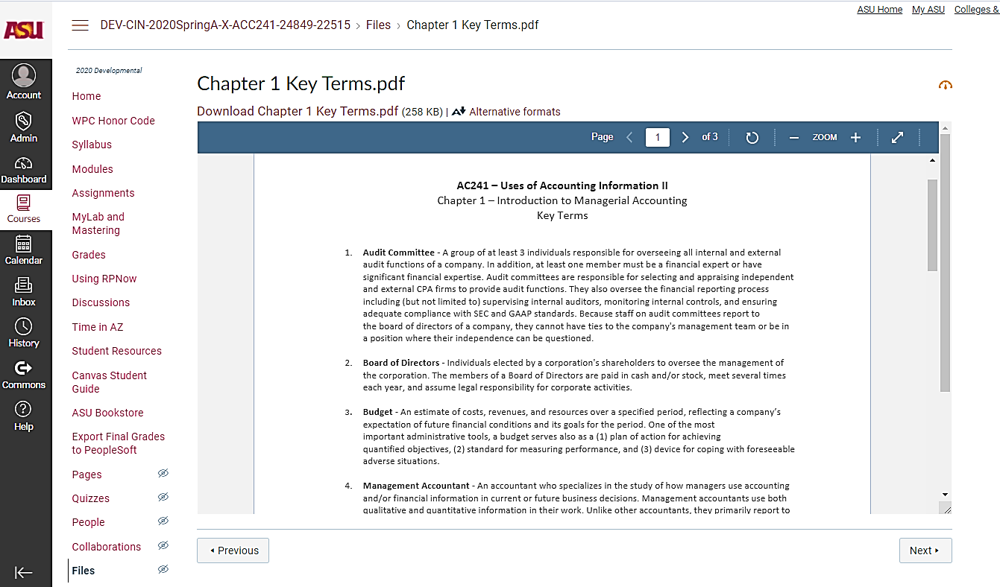 ASU Home My ASU Colleges &
ASU
DEV-CIN-2020SpringA-X-ACC241-24849-22515 › Files › Chapter 1 Key Terms.pdf
Account
Admin
Dashboard
Courses
Calendar
Inbox
History
Commons
Help
2020 Developmental
Home
WPC Honor Code
Syllabus
Modules
Assignments
MyLab and
Mastering
Grades
Using RPNow
Discussions
Time in AZ
Student Resources
Canvas Student
Guide
ASU Bookstore
Export Final Grades
to PeopleSoft
Pages
Quizzes
People
Collaborations
Files
Chapter 1 Key Terms.pdf
Download Chapter 1 Key Terms.pdf (258 KB) | Alternative formats
Page 1 of 3 ZOOM
AC241 – Uses of Accounting Information II
Chapter 1 – Introduction to Managerial Accounting
Key Terms
1. Audit Committee - A group of at least 3 individuals responsible for overseeing all internal and external
audit functions of a company. In addition, at least one member must be a financial expert or have
significant financial expertise. Audit committees are responsible for selecting and appraising independent
and external CPA firms to provide audit functions. They also oversee the financial reporting process
including (but not limited to) supervising internal auditors, monitoring internal controls, and ensuring
adequate compliance with SEC and GAAP standards. Because staff on audit committees report to
the board of directors of a company, they cannot have ties to the company's management team or be in
a position where their independence can be questioned.
2. Board of Directors - Individuals elected by a corporation's shareholders to oversee the management of
the corporation. The members of a Board of Directors are paid in cash and/or stock, meet several times
each year, and assume legal responsibility for corporate activities.
3. Budget - An estimate of costs, revenues, and resources over a specified period, reflecting a company’s
expectation of future financial conditions and its goals for the period. One of the most
important administrative tools, a budget serves also as a (1) plan of action for achieving
quantified objectives, (2) standard for measuring performance, and (3) device for coping with foreseeable
adverse situations.
4. Management Accountant - An accountant who specializes in the study of how managers use accounting
and/or financial information in current or future business decisions. Management accountants use both
qualitative and quantitative information in their work. Unlike other accountants, they primarily report to
Previous
Next